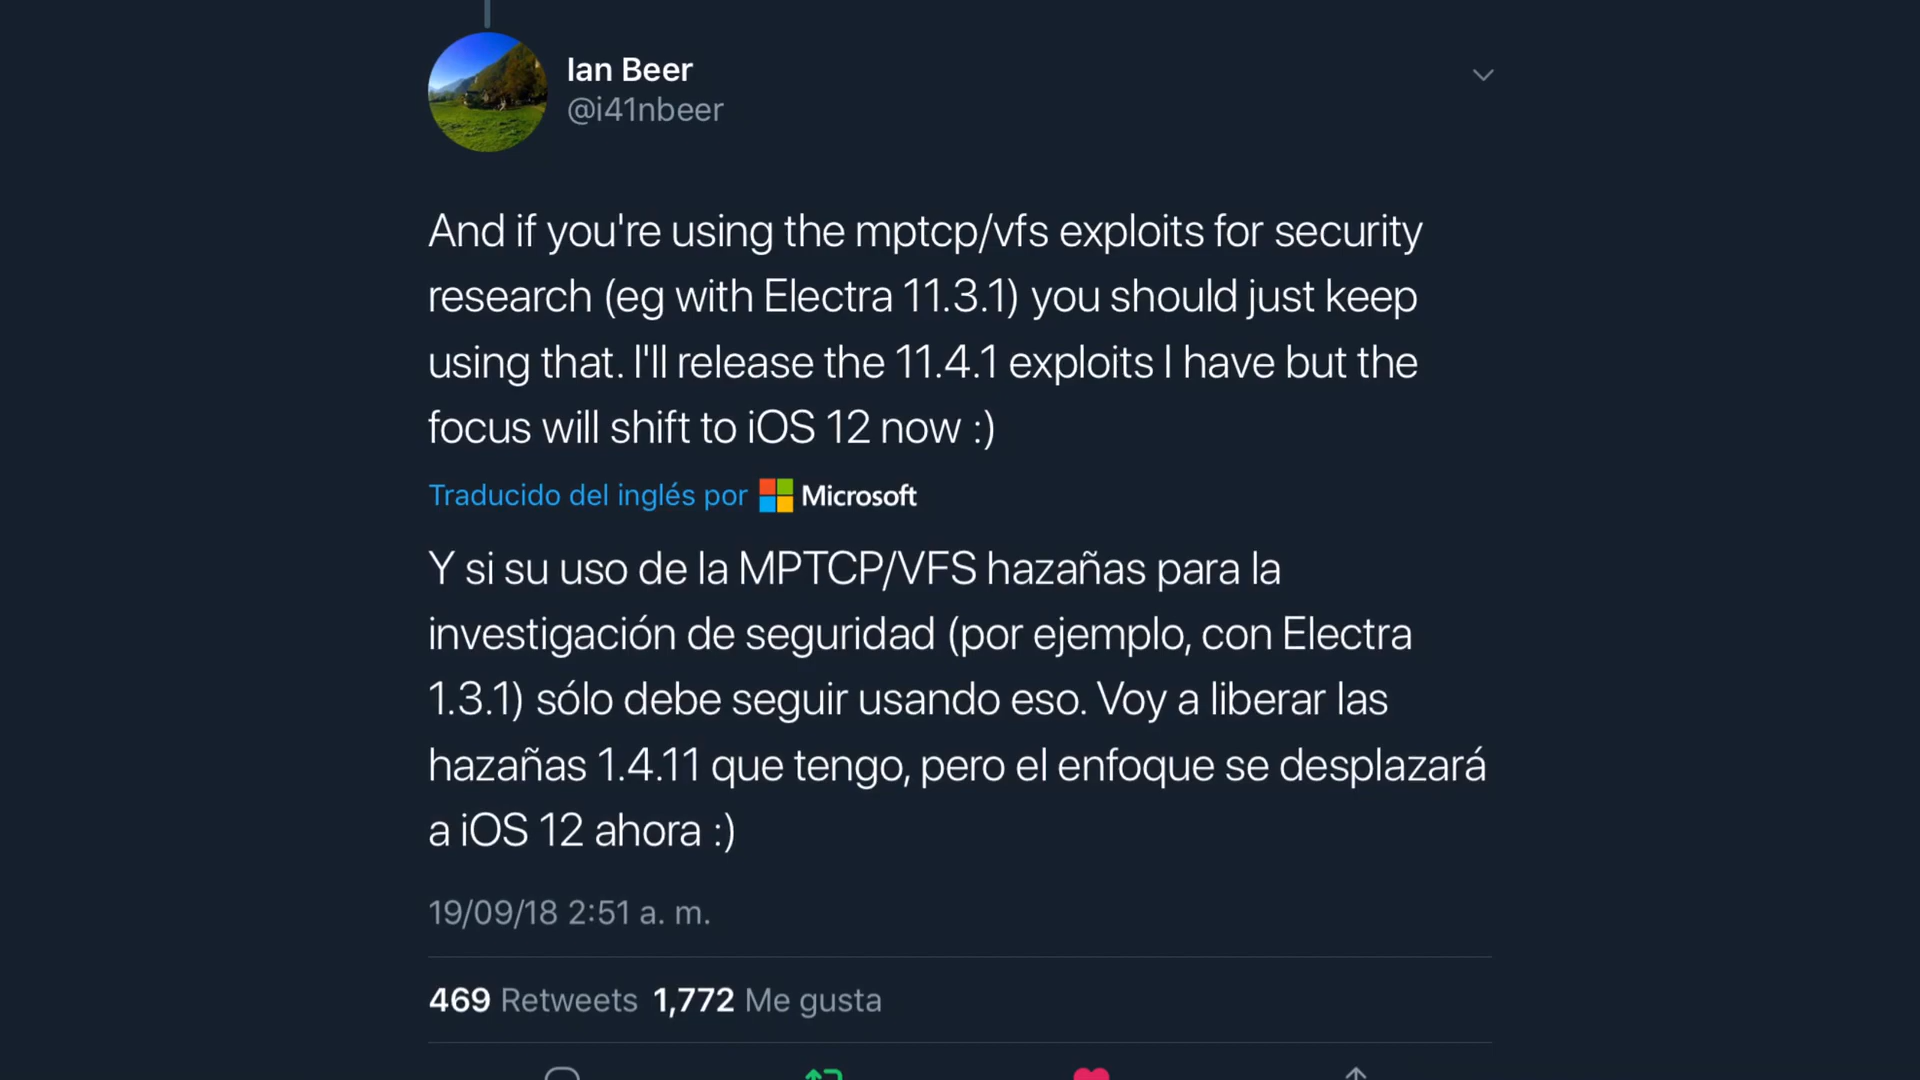 Ian Beer
@i41nbeer
And if you're using the mptcp/vfs exploits for security
research (eg with Electra 11.3.1) you should just keep
using that. I'll release the 11.4.1 exploits I have but the
focus will shift to iOS 12 now :)
Traducido del inglés por Microsoft
Y si su uso de la MPTCP/VFS hazañas para la
investigación de seguridad (por ejemplo, con Electra
1.3.1) sólo debe seguir usando eso. Voy a liberar las
hazañas 1.4.11 que tengo, pero el enfoque se desplazará
a iOS 12 ahora :)
19/09/18 2:51 a. m.
469 Retweets 1,772 Me gusta